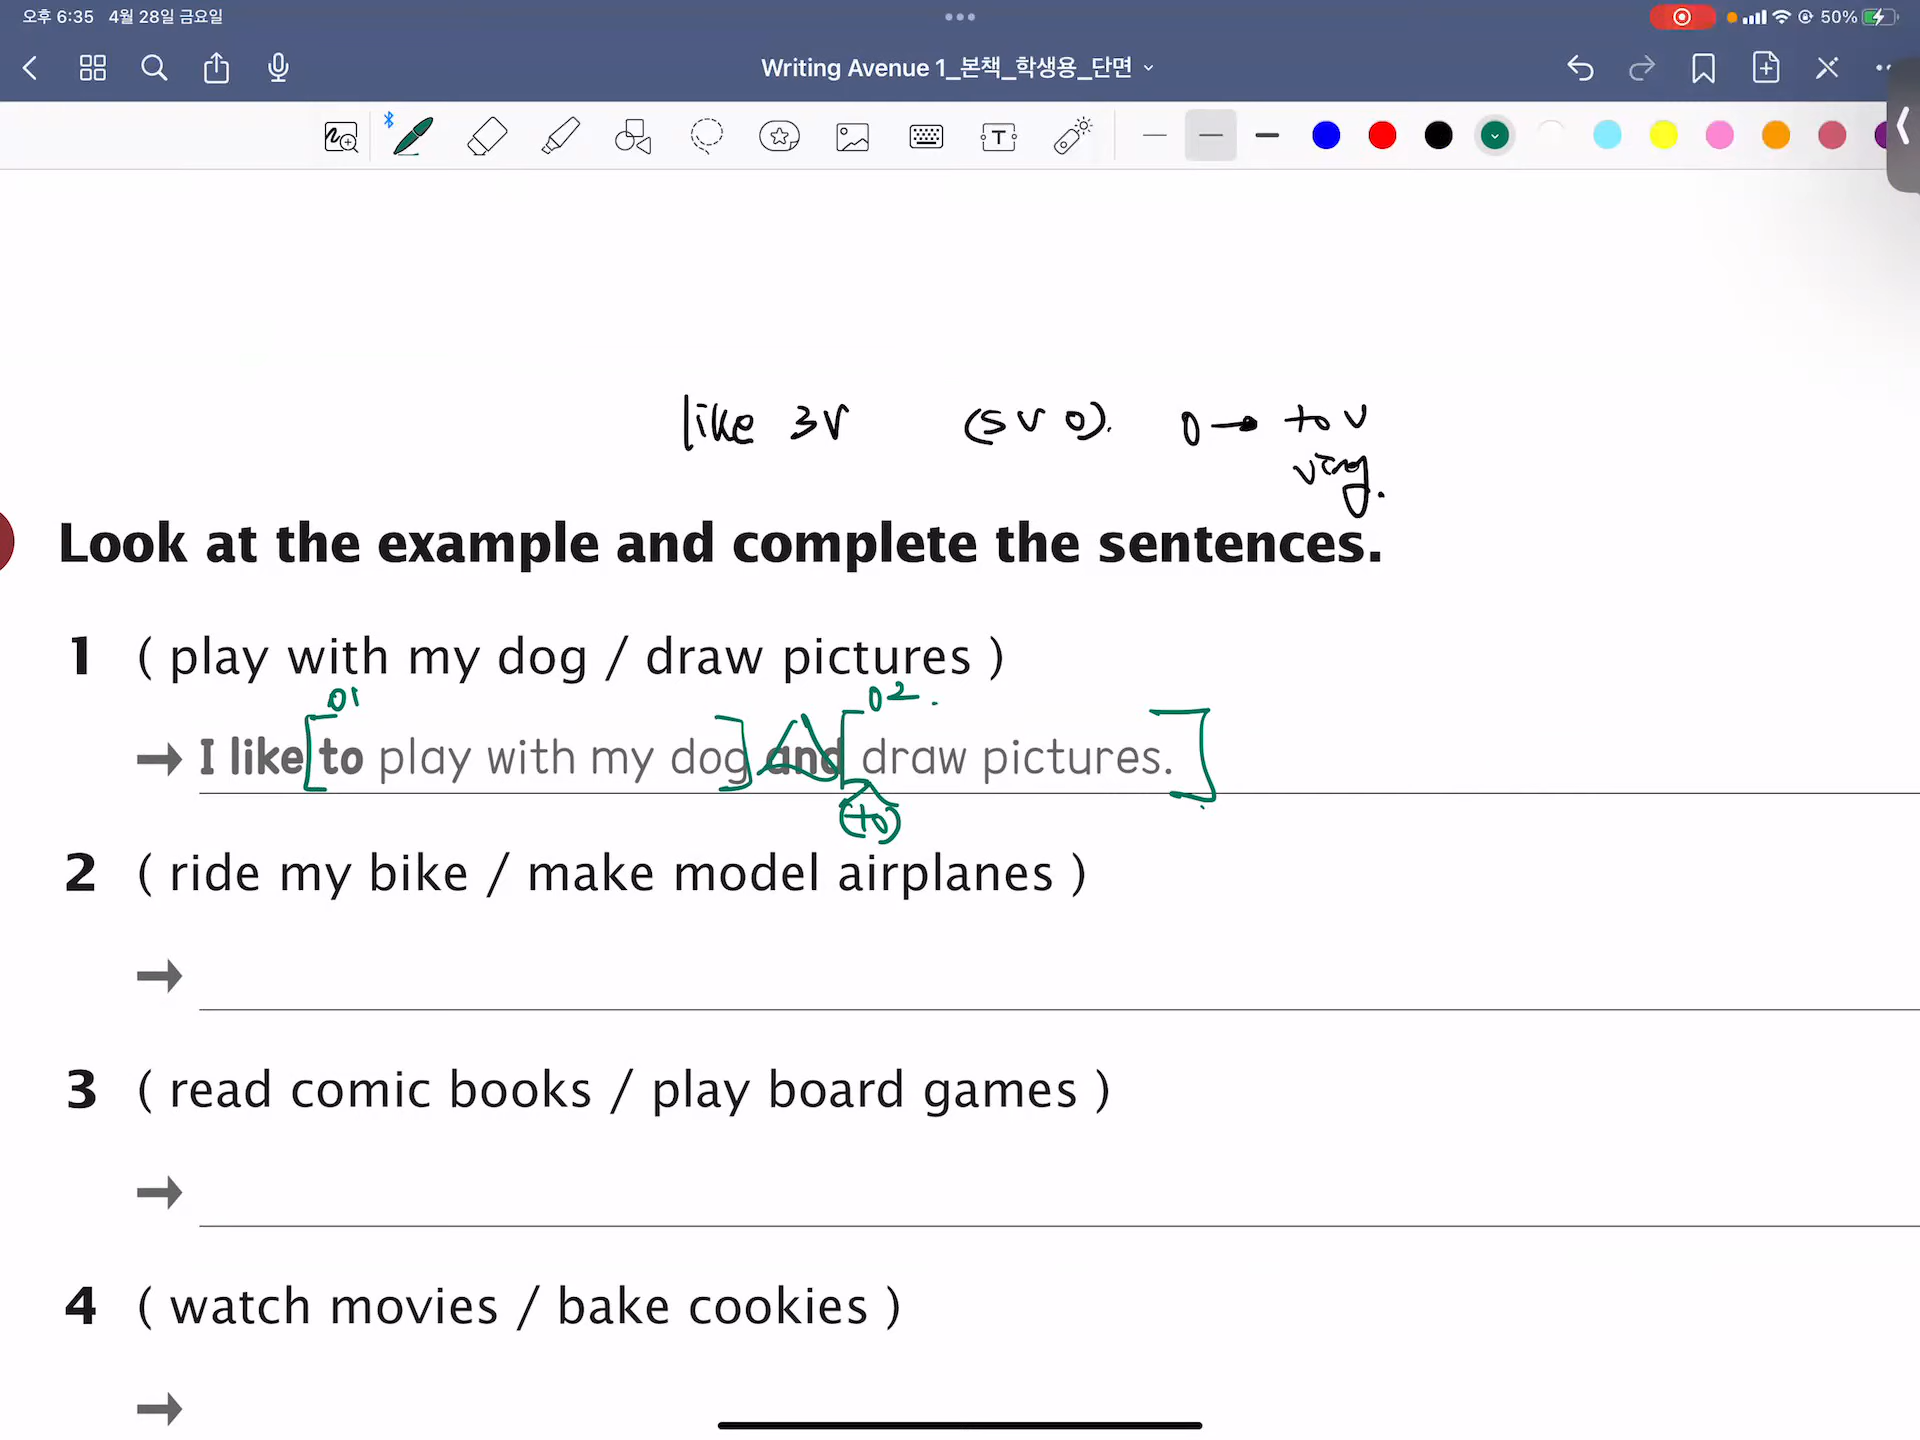 오후 6:35 4월 28일 금요일
50%
Writing Avenue 1_본책_학생용_단면
like 3V (S V O). O → to V
Ving.
Look at the example and complete the sentences.
1 ( play with my dog / draw pictures )
O1 O2.
→ I like [to play with my dog] and [draw pictures.]
(to)
2 ( ride my bike / make model airplanes )
→
3 ( read comic books / play board games )
→
4 ( watch movies / bake cookies )
→